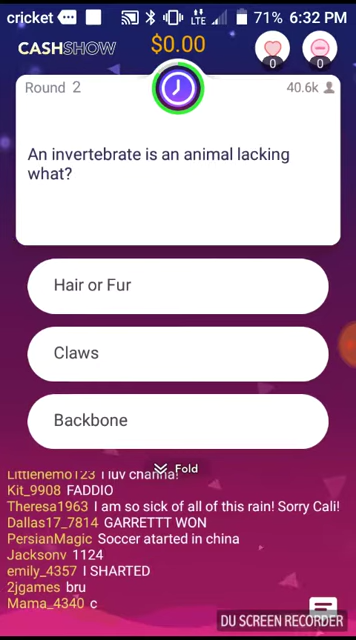 cricket LTE 71% 6:32 PM
CASHSHOW $0.00
0 0
Round 2 40.6k
An invertebrate is an animal lacking
what?
Hair or Fur
Claws
Backbone
Fold
Littlenemo123 I luv channa!
Kit_9908 FADDIO
Theresa1963 I am so sick of all of this rain! Sorry Cali!
Dallas17_7814 GARRETTT WON
PersianMagic Soccer atarted in china
Jacksonv 1124
emily_4357 I SHARTED
2jgames bru
Mama_4340 c
DU SCREEN RECORDER